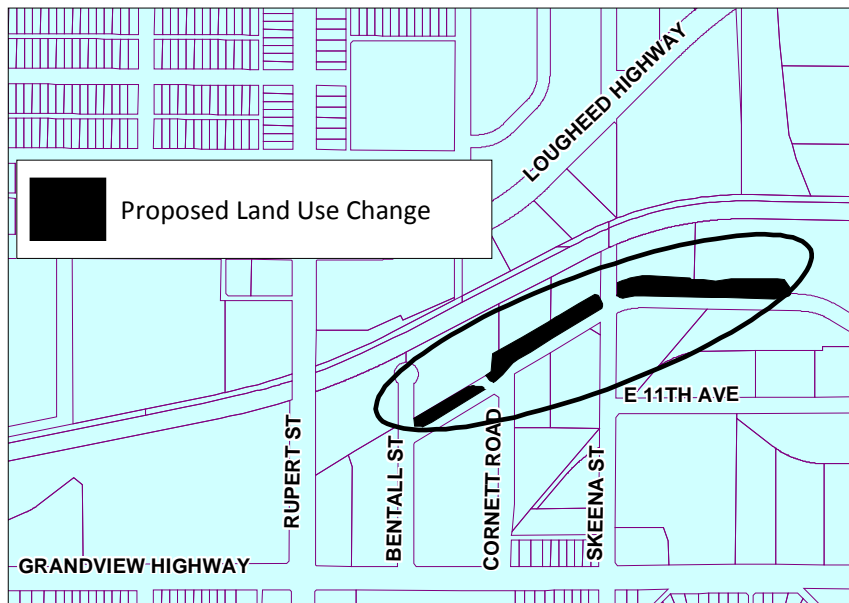 LOUGHEED HIGHWAY
Proposed Land Use Change
E 11TH AVE
RUPERT ST
BENTALL ST
CORNETT ROAD
SKEENA ST
GRANDVIEW HIGHWAY